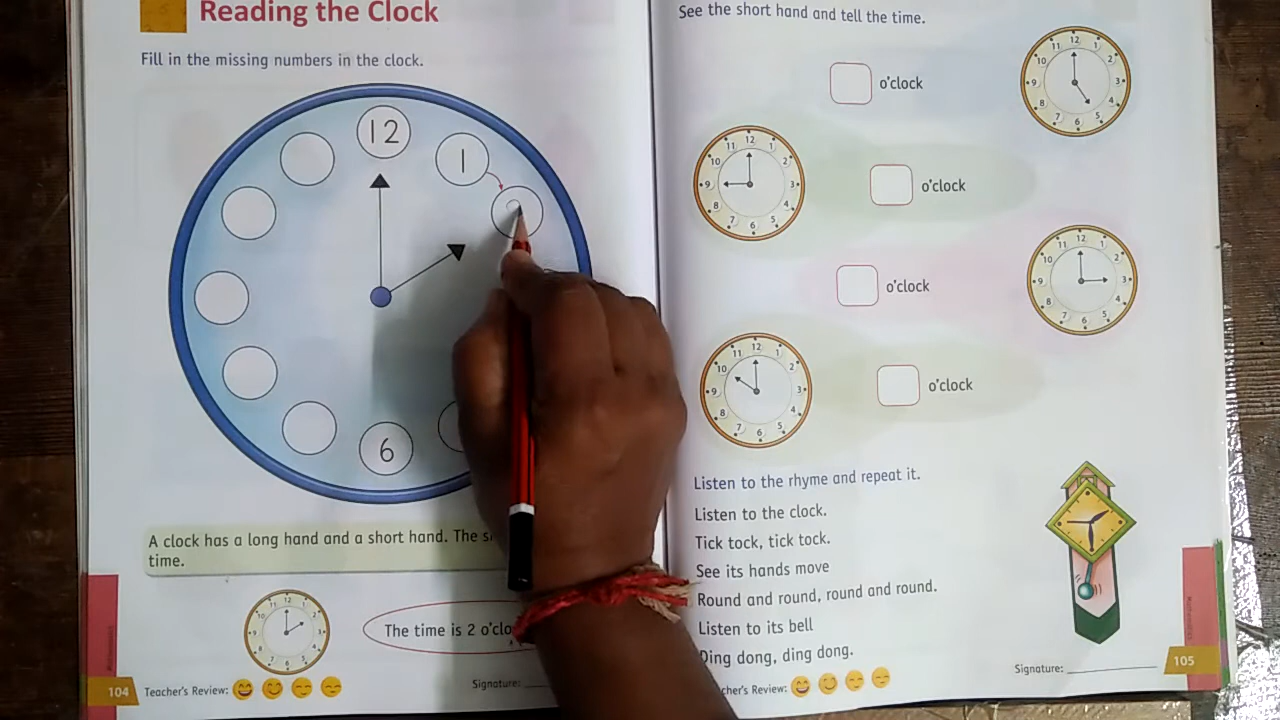 Reading the Clock
Fill in the missing numbers in the clock.
12
1
2
6
A clock has a long hand and a short hand. The
time.
The time is 2 o'clo
104
Teacher's Review:
Signature:
See the short hand and tell the time.
o'clock
o'clock
o'clock
o'clock
Listen to the rhyme and repeat it.
Listen to the clock.
Tick tock, tick tock.
See its hands move
Round and round, round and round.
Listen to its bell
Ding dong, ding dong.
cher's Review:
Signature:
105